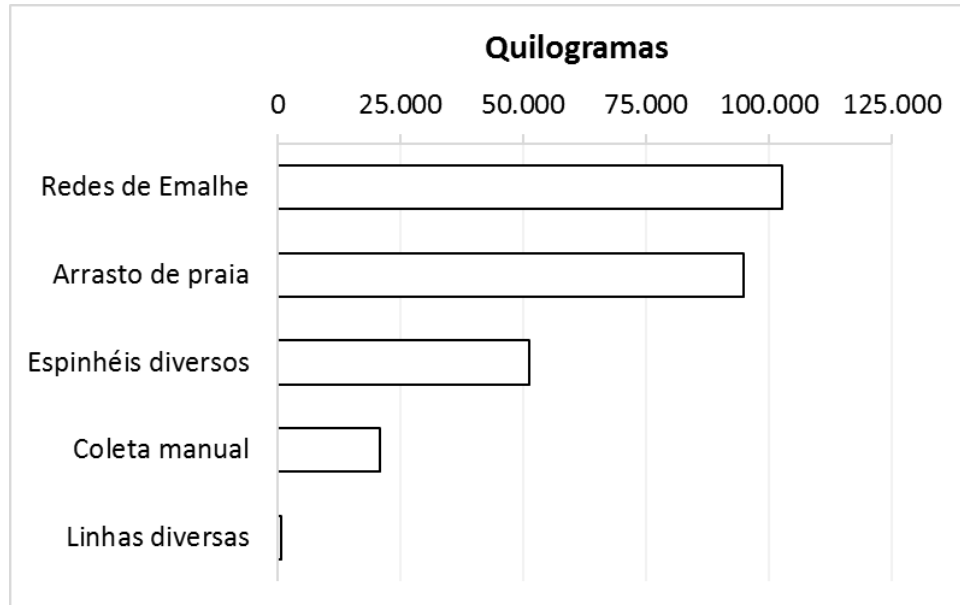 Quilogramas
0 25.000 50.000 75.000 100.000 125.000
Redes de Emalhe
Arrasto de praia
Espinhéis diversos
Coleta manual
Linhas diversas